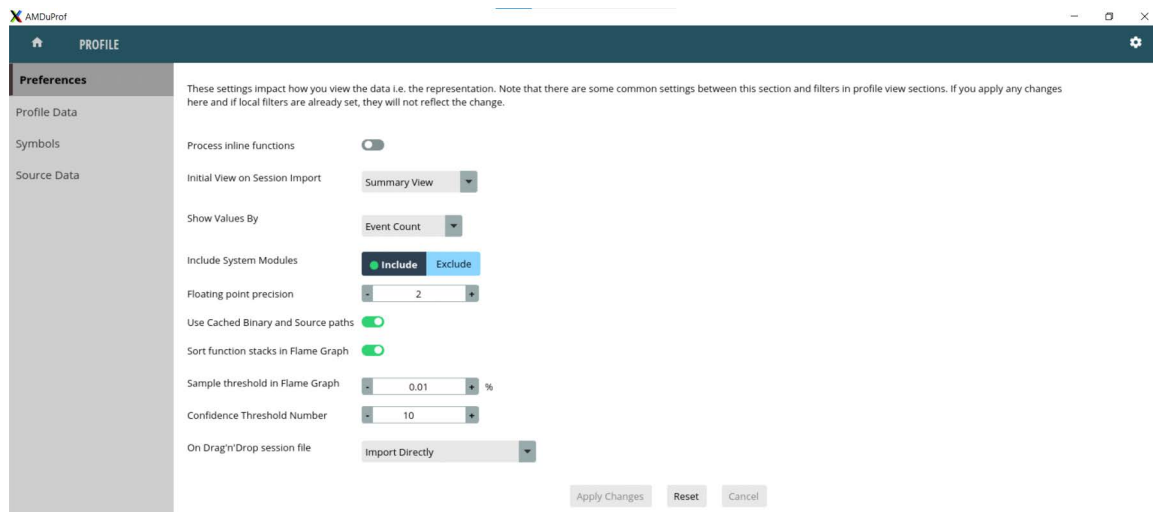 AMDuProf
PROFILE
Preferences
Profile Data
Symbols
Source Data
These settings impact how you view the data i.e. the representation. Note that there are some common settings between this section and filters in profile view sections. If you apply any changes
here and if local filters are already set, they will not reflect the change.
Process inline functions
Initial View on Session Import Summary View
Show Values By Event Count
Include System Modules Include Exclude
Floating point precision - 2 +
Use Cached Binary and Source paths
Sort function stacks in Flame Graph
Sample threshold in Flame Graph - 0.01 + %
Confidence Threshold Number - 10 +
On Drag'n'Drop session file Import Directly
Apply Changes Reset Cancel